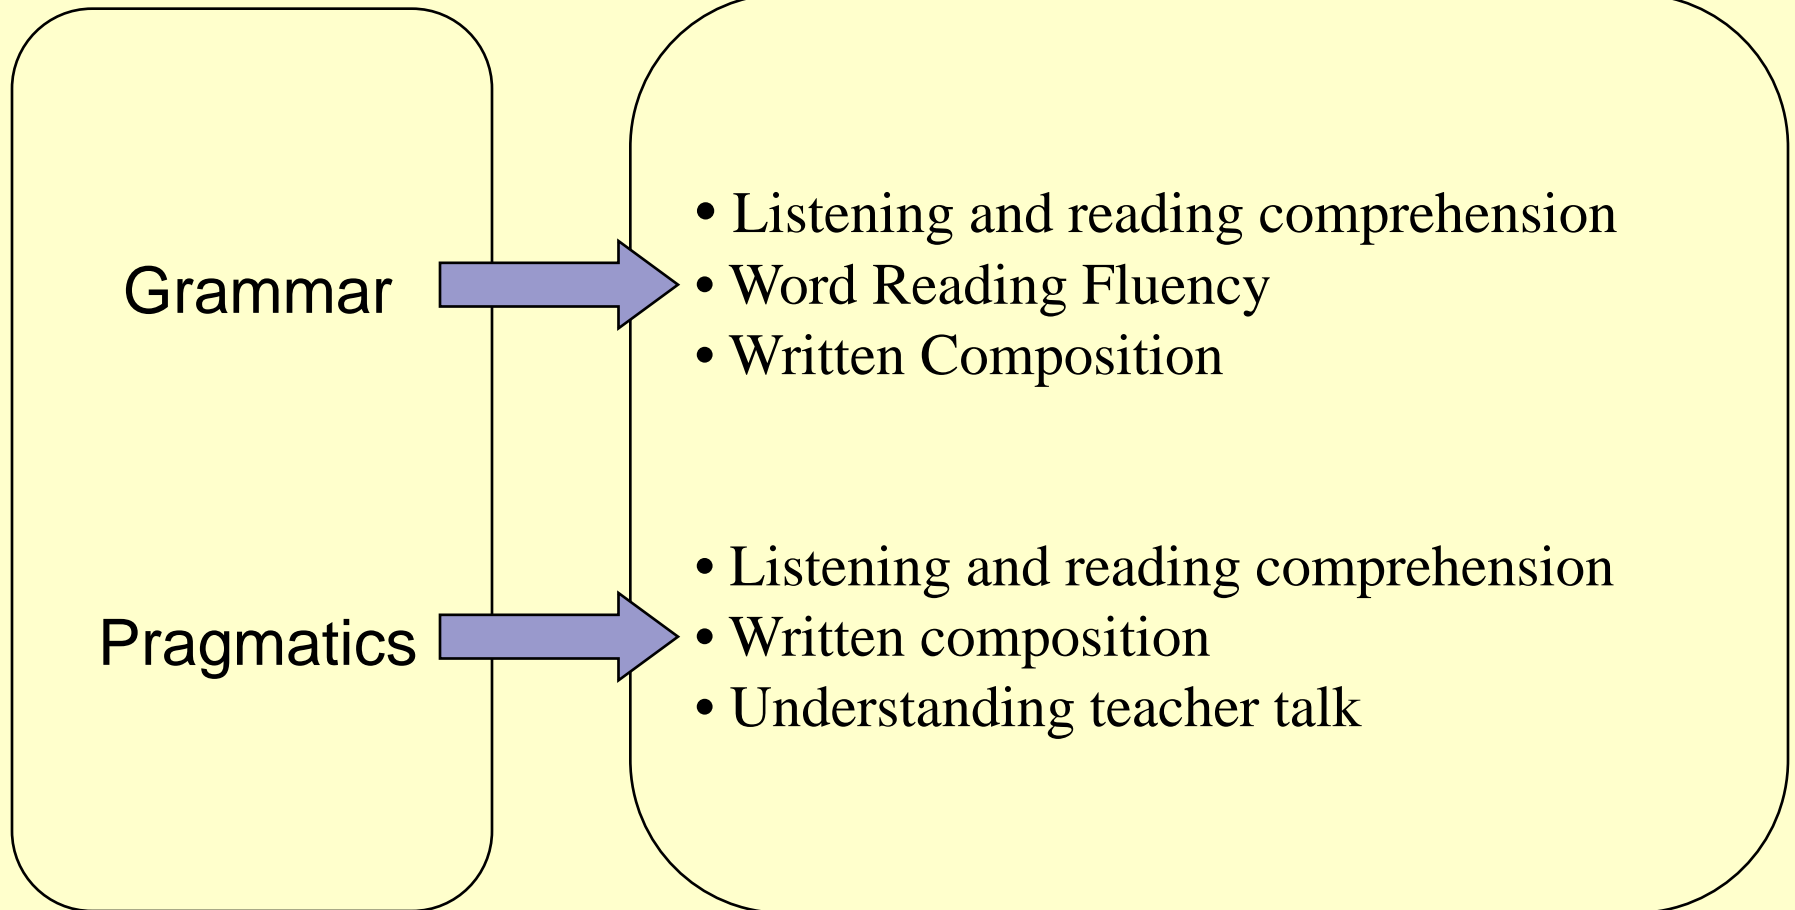 Grammar
• Listening and reading comprehension
• Word Reading Fluency
• Written Composition
Pragmatics
• Listening and reading comprehension
• Written composition
• Understanding teacher talk